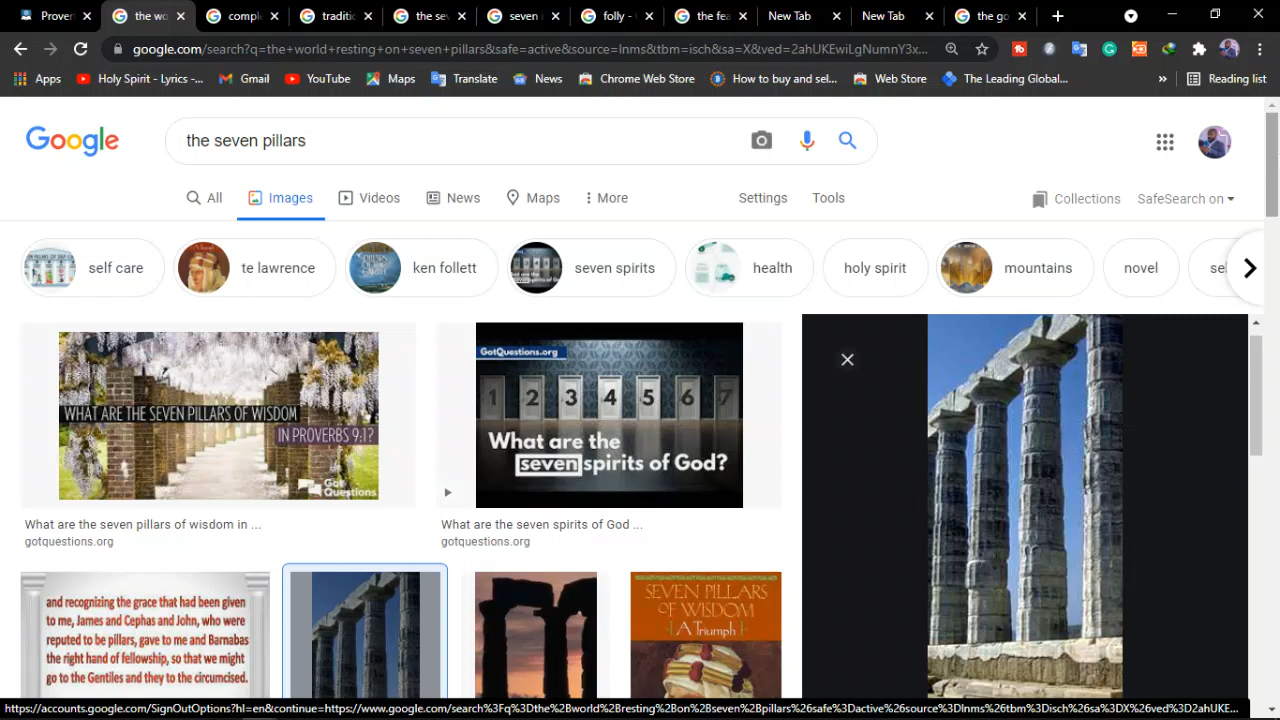 Prover
the wo
comple
traditio
the sev
seven
folly - 
the fea
New Tab
New Tab
the go
google.com/search?q=the+world+resting+on+seven+pillars&safe=active&source=lnms&tbm=isch&sa=X&ved=2ahUKEwiLgNumnY3x...
Apps
Holy Spirit - Lyrics -...
Gmail
YouTube
Maps
Translate
News
Chrome Web Store
How to buy and sel...
Web Store
The Leading Global...
»
Reading list
Google
the seven pillars
All
Images
Videos
News
Maps
More
Settings
Tools
Collections
SafeSearch on
self care
te lawrence
ken follett
seven spirits
health
holy spirit
mountains
novel
sa
WHAT ARE THE SEVEN PILLARS OF WISDOM
IN PROVERBS 9:1?
Got
Questions
GotQuestions.org
1 2 3 4 5 6 7
What are the
seven spirits of God?
What are the seven pillars of wisdom in ...
gotquestions.org
What are the seven spirits of God ...
gotquestions.org
and recognizing the grace that had been given
to me, James and Cephas and John, who were
reputed to be pillars, gave to me and Barnabas
the right hand of fellowship, so that we might
go to the Gentiles and they to the circumcised.
SEVEN PILLARS
OF WISDOM
A Triumph
https://accounts.google.com/SignOutOptions?hl=en&continue=https://www.google.com/search%3Fq%3Dthe%2Bworld%2Bresting%2Bon%2Bseven%2Bpillars%26safe%3Dactive%26source%3Dlnms%26tbm%3Disch%26sa%3DX%26ved%3D2ahUKE...